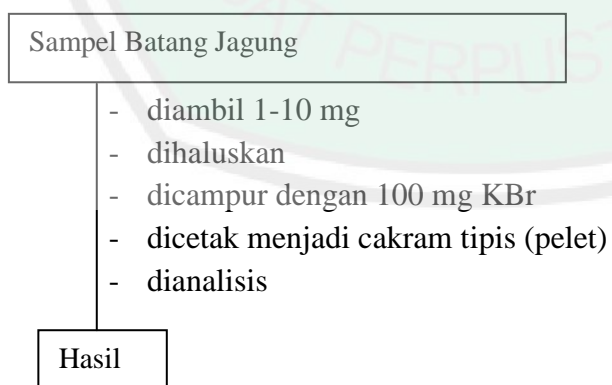 PERPUS
Sampel Batang Jagung
- diambil 1-10 mg
- dihaluskan
- dicampur dengan 100 mg KBr
- dicetak menjadi cakram tipis (pelet)
- dianalisis
Hasil